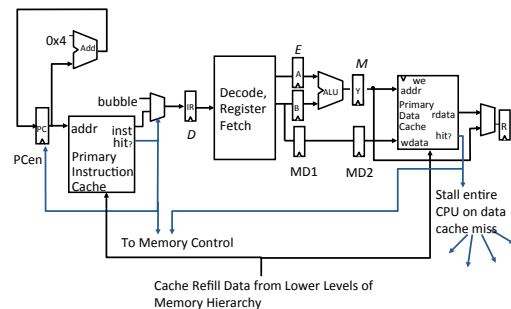 0x4
Add
E
M
bubble
IR
D
Decode,
Register
Fetch
A
B
ALU
Y
we
addr
Primary
Data
Cache
rdata
hit?
wdata
R
PC
PCen
addr
inst
hit?
Primary
Instruction
Cache
MD1
MD2
Stall entire
CPU on data
cache miss
To Memory Control
Cache Refill Data from Lower Levels of
Memory Hierarchy